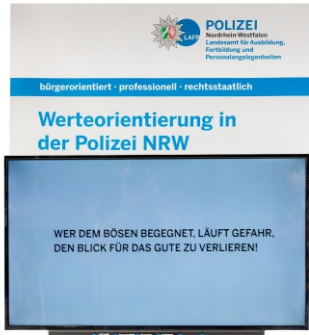 LAFP
POLIZEI
Nordrhein-Westfalen
Landesamt für Ausbildung,
Fortbildung und
Personalangelegenheiten
bürgerorientiert · professionell · rechtsstaatlich
Werteorientierung in
der Polizei NRW
WER DEM BÖSEN BEGEGNET, LÄUFT GEFAHR,
DEN BLICK FÜR DAS GUTE ZU VERLIEREN!